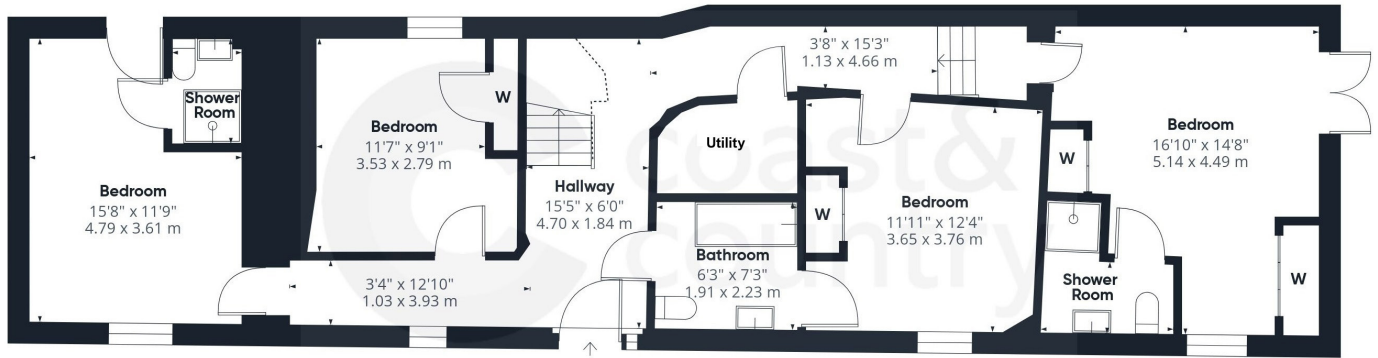 Bedroom
15'8" x 11'9"
4.79 x 3.61 m
Shower
Room
Bedroom
11'7" x 9'1"
3.53 x 2.79 m
W
3'4" x 12'10"
1.03 x 3.93 m
Hallway
15'5" x 6'0"
4.70 x 1.84 m
3'8" x 15'3"
1.13 x 4.66 m
Utility
Bathroom
6'3" x 7'3"
1.91 x 2.23 m
W
Bedroom
11'11" x 12'4"
3.65 x 3.76 m
W
Shower
Room
Bedroom
16'10" x 14'8"
5.14 x 4.49 m
W
coast &
country